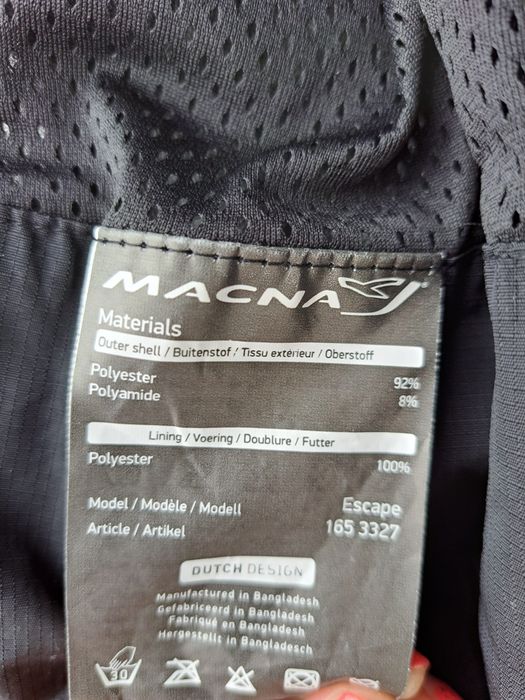 MACNA
Materials
Outer shell / Buitenstof / Tissu extérieur / Oberstoff
Polyester 92%
Polyamide 8%
Lining / Voering / Doublure / Futter
Polyester 100%
Model / Modèle / Modell Escape
Article / Artikel 165 3327
DUTCH DESIGN
Manufactured in Bangladesh
Gefabriceerd in Bangladesh
Fabriqué en Bangladesh
Hergestellt in Bangladesch
30